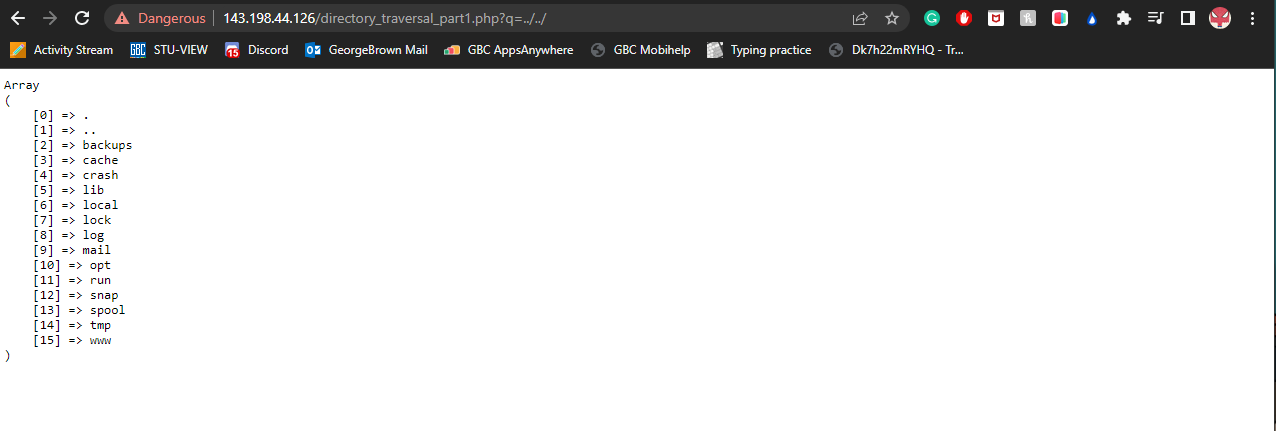 Dangerous 143.198.44.126/directory_traversal_part1.php?q=../../
Activity Stream GBC STU-VIEW 15 Discord GeorgeBrown Mail GBC AppsAnywhere GBC Mobihelp Typing practice Dk7h22mRYHQ - Tr...
Array
(
    [0] => .
    [1] => ..
    [2] => backups
    [3] => cache
    [4] => crash
    [5] => lib
    [6] => local
    [7] => lock
    [8] => log
    [9] => mail
    [10] => opt
    [11] => run
    [12] => snap
    [13] => spool
    [14] => tmp
    [15] => www
)